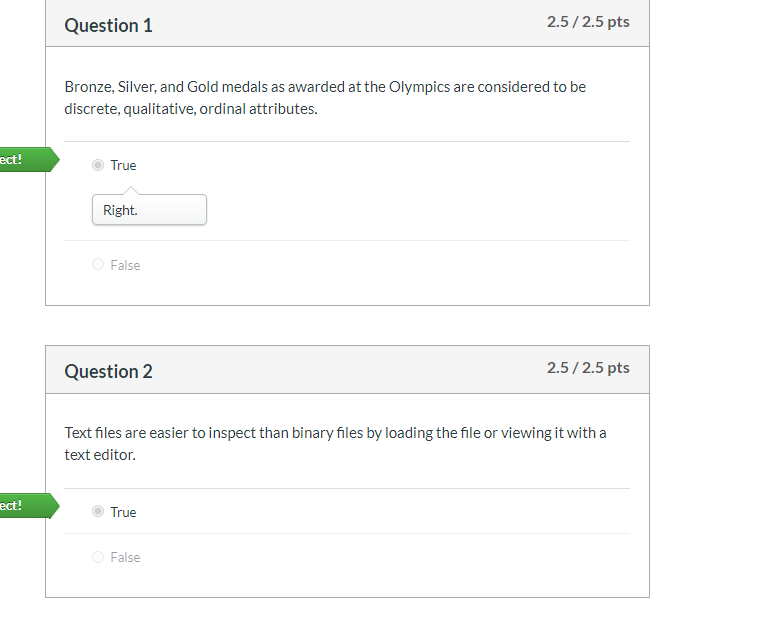 Question 1
2.5 / 2.5 pts
Bronze, Silver, and Gold medals as awarded at the Olympics are considered to be
discrete, qualitative, ordinal attributes.
ect!
True
Right.
False
Question 2
2.5 / 2.5 pts
Text files are easier to inspect than binary files by loading the file or viewing it with a
text editor.
ect!
True
False